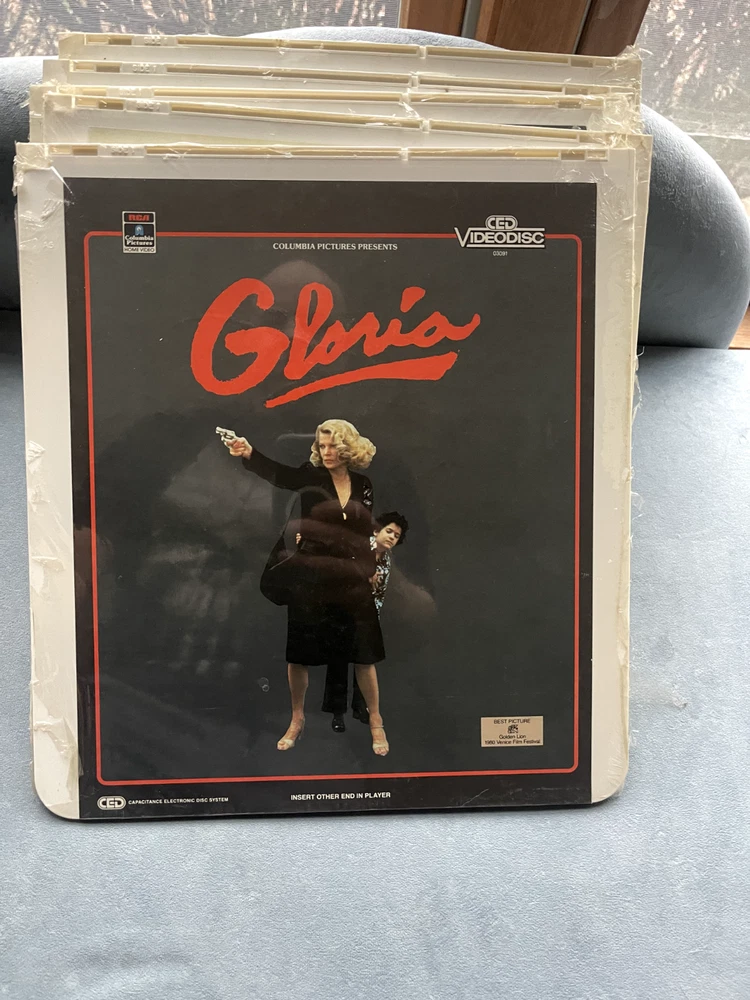 RCA
Columbia
Pictures
HOME VIDEO
COLUMBIA PICTURES PRESENTS
CED
VIDEODISC
03091
Gloria
BEST PICTURE
Golden Lion
1980 Venice Film Festival
CED CAPACITANCE ELECTRONIC DISC SYSTEM
INSERT OTHER END IN PLAYER